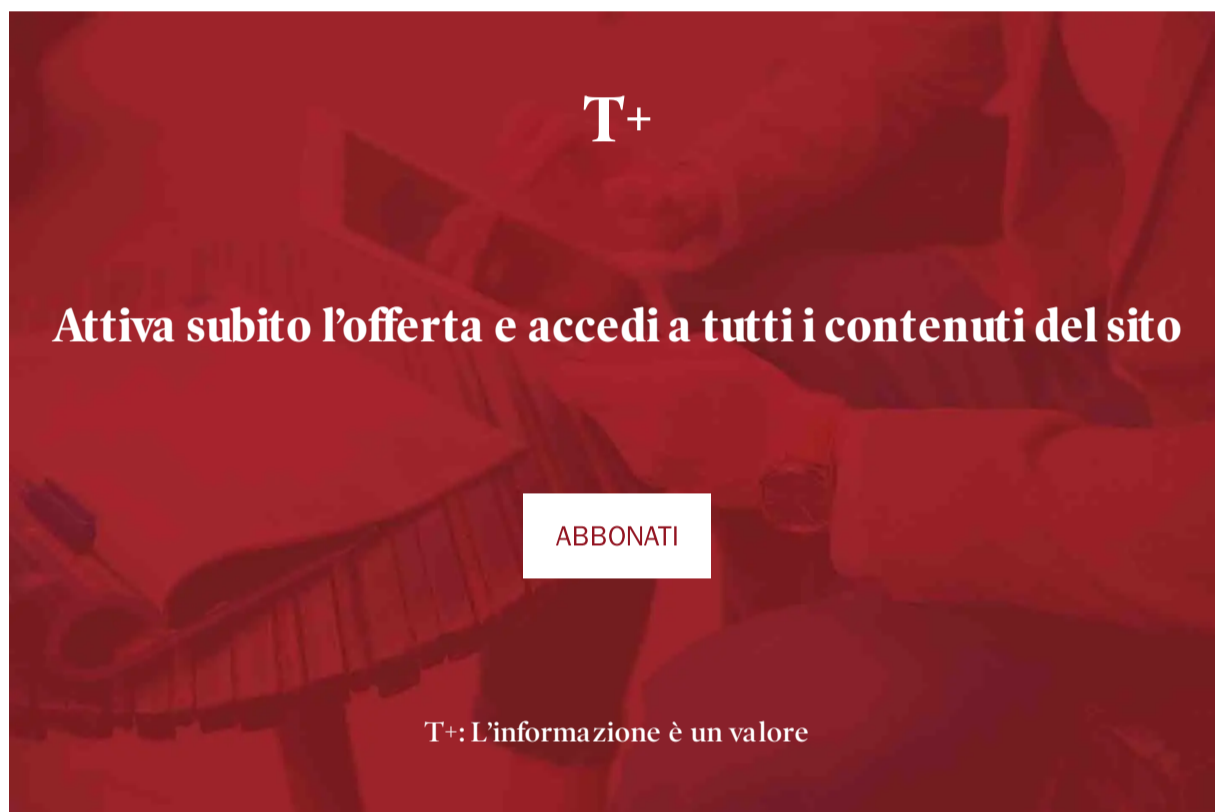 T+
Attiva subito l’offerta e accedi a tutti i contenuti del sito
ABBONATI
T+: L’informazione è un valore